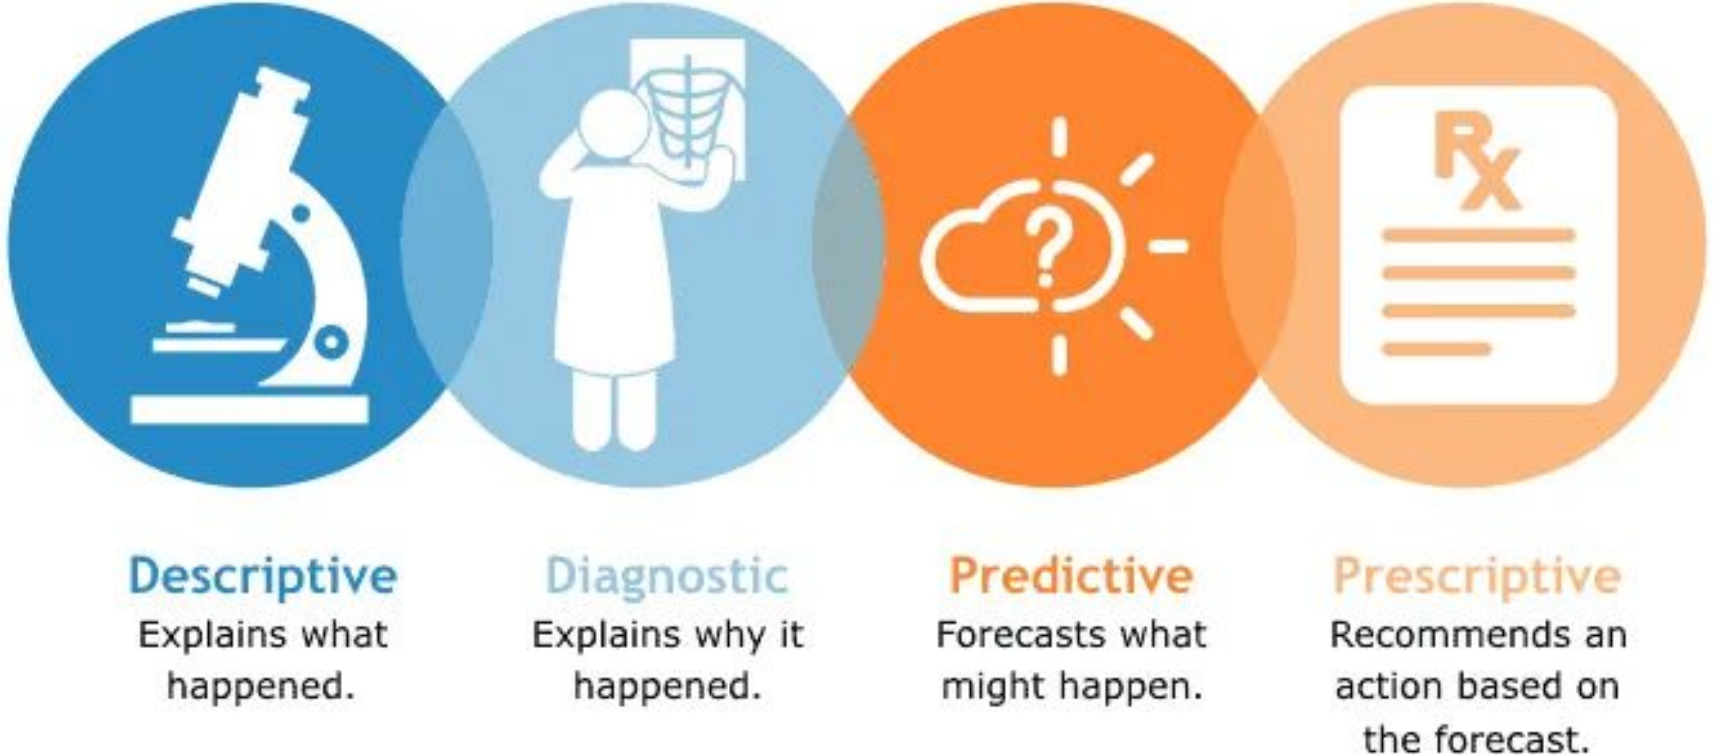 ?
Rx
Descriptive
Explains what
happened.
Diagnostic
Explains why it
happened.
Predictive
Forecasts what
might happen.
Prescriptive
Recommends an
action based on
the forecast.